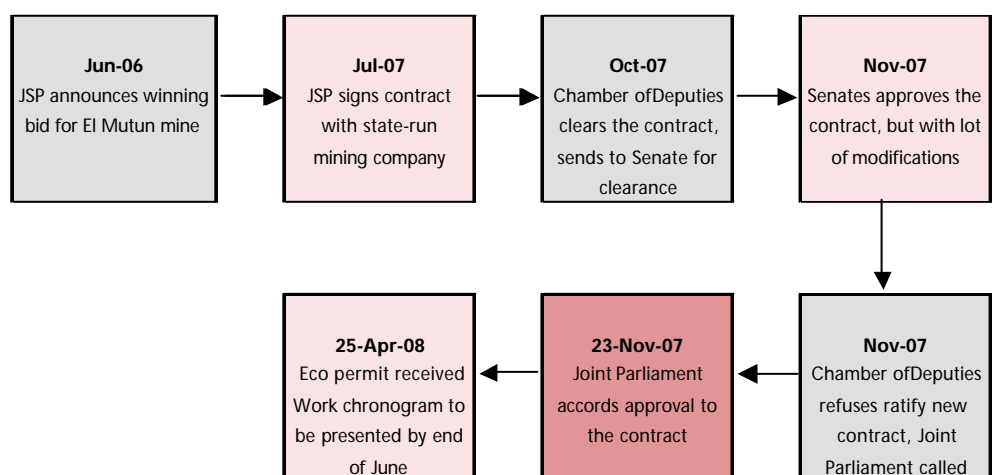 Jun-06
JSP announces winning
bid for El Mutun mine
Jul-07
JSP signs contract
with state-run
mining company
Oct-07
Chamber ofDeputies
clears the contract,
sends to Senate for
clearance
Nov-07
Senates approves the
contract, but with lot
of modifications
Nov-07
Chamber ofDeputies
refuses ratify new
contract, Joint
Parliament called
23-Nov-07
Joint Parliament
accords approval to
the contract
25-Apr-08
Eco permit received
Work chronogram to
be presented by end
of June